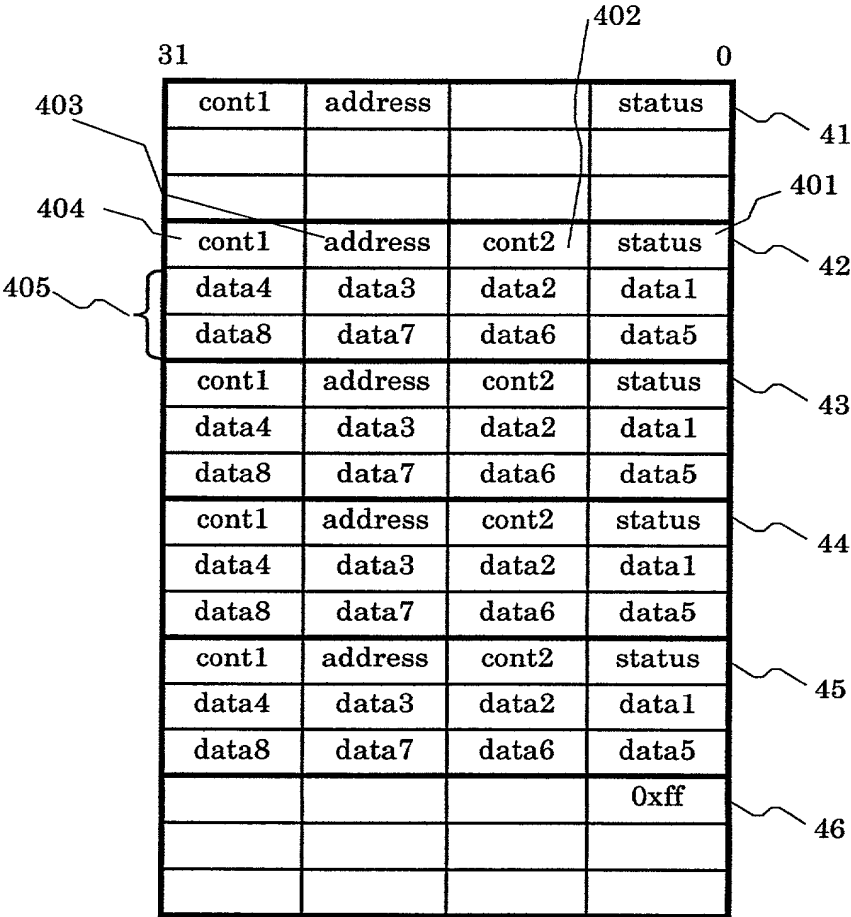 402
31 0
cont1 address status
403
41
401
404
cont1 address cont2 status
42
405
data4 data3 data2 data1
data8 data7 data6 data5
cont1 address cont2 status
43
data4 data3 data2 data1
data8 data7 data6 data5
cont1 address cont2 status
44
data4 data3 data2 data1
data8 data7 data6 data5
cont1 address cont2 status
45
data4 data3 data2 data1
data8 data7 data6 data5
0xff
46